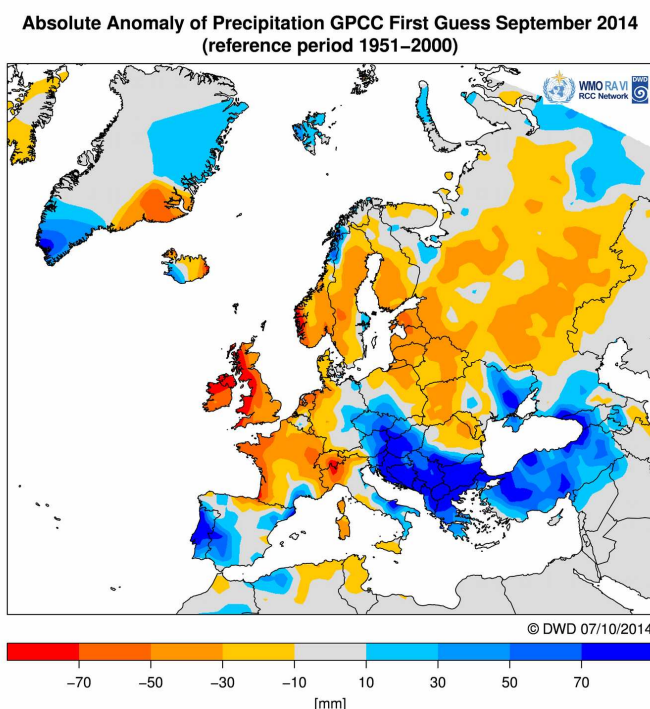 Absolute Anomaly of Precipitation GPCC First Guess September 2014
(reference period 1951−2000)
WMO RA VI
RCC Network
DWD
© DWD 07/10/2014
−70 −50 −30 −10 10 30 50 70
[mm]